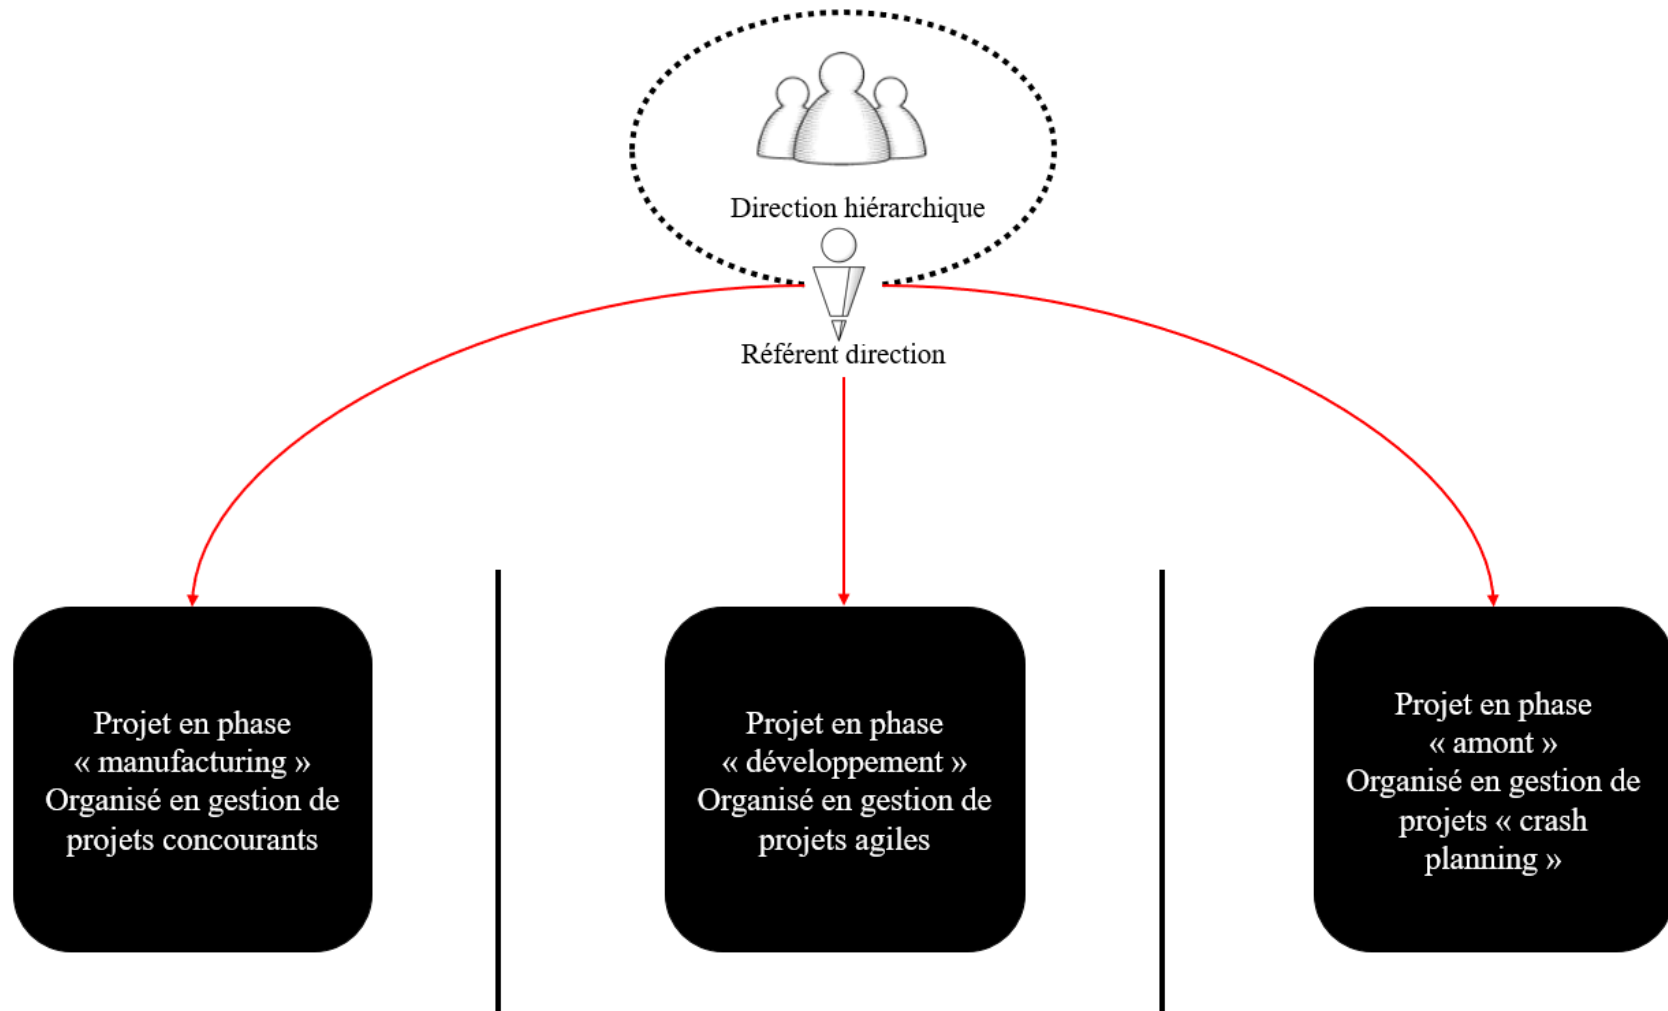 Direction hiérarchique
Référent direction
Projet en phase
« manufacturing »
Organisé en gestion de
projets concourants
Projet en phase
« développement »
Organisé en gestion de
projets agiles
Projet en phase
« amont »
Organisé en gestion de
projets « crash
planning »